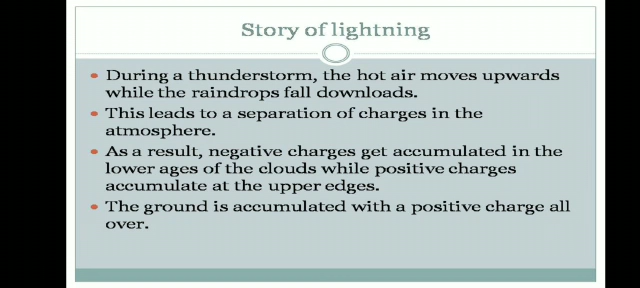 Story of lightning
During a thunderstorm, the hot air moves upwards
while the raindrops fall downloads.
This leads to a separation of charges in the
atmosphere.
As a result, negative charges get accumulated in the
lower ages of the clouds while positive charges
accumulate at the upper edges.
The ground is accumulated with a positive charge all
over.